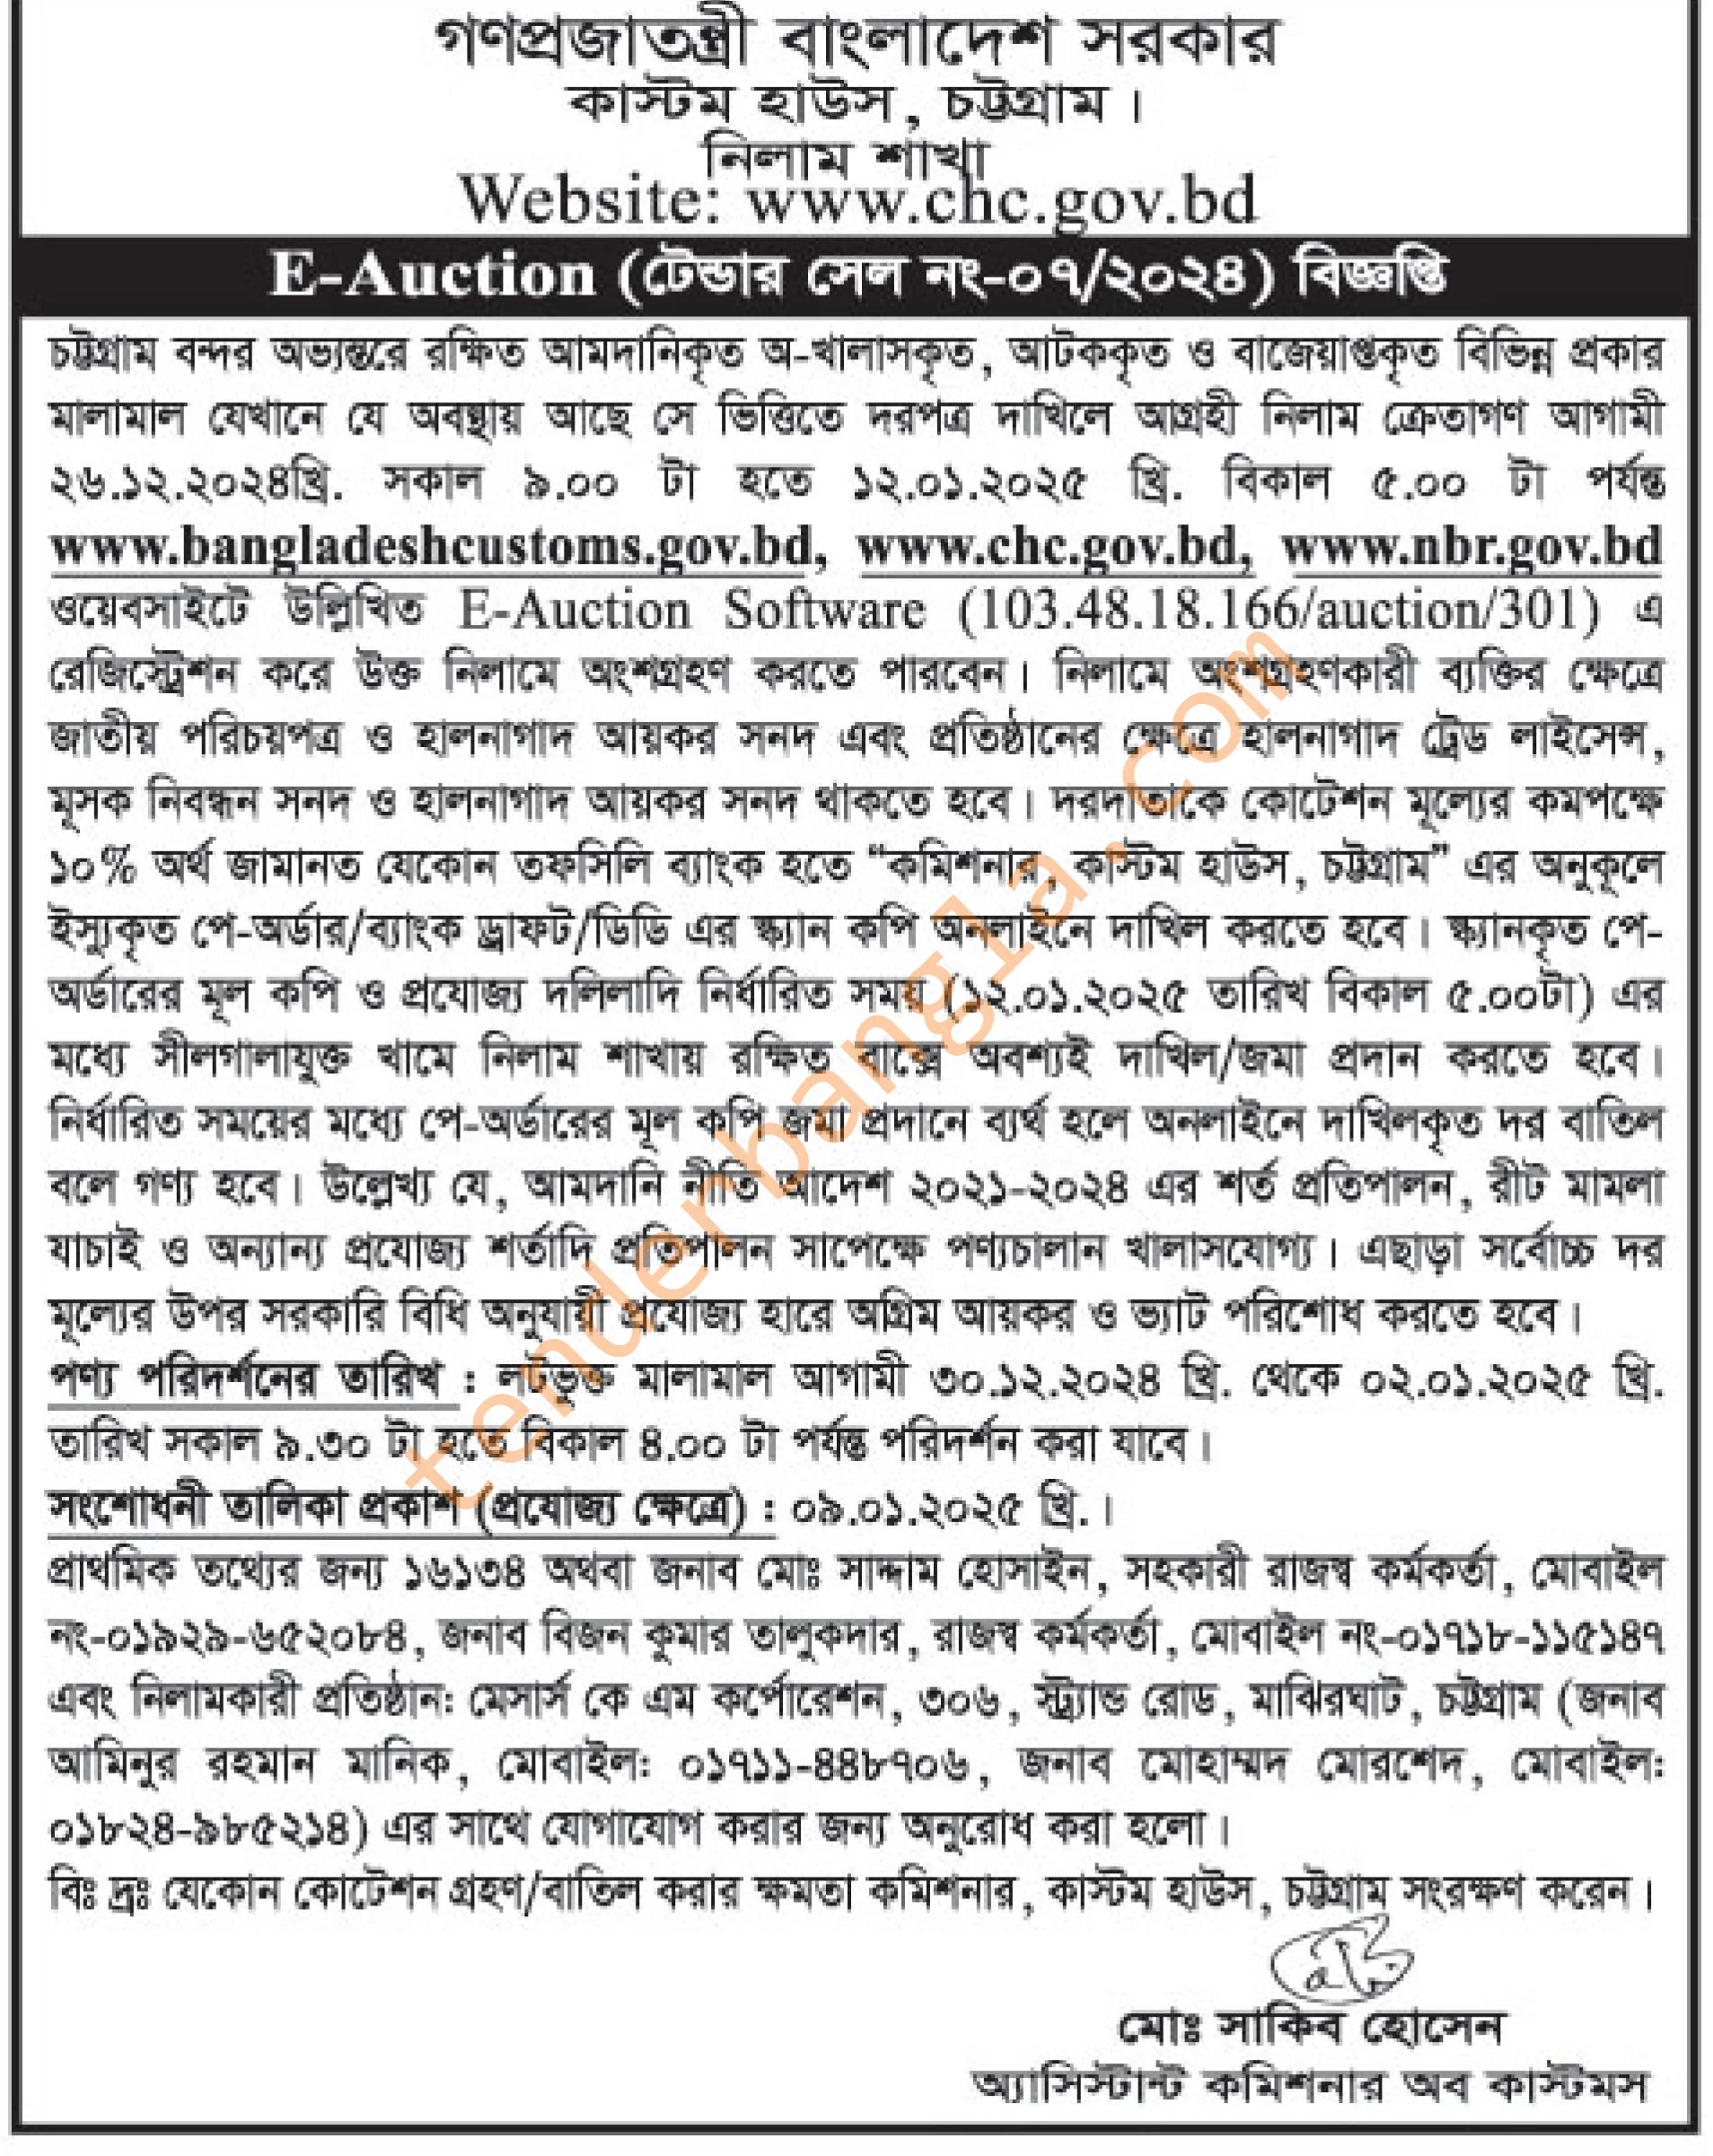 গণপ্রজাতন্ত্রী বাংলাদেশ সরকার
কাস্টম হাউস, চট্টগ্রাম।
নিলাম শাখা
Website: www.chc.gov.bd
E-Auction (টেন্ডার সেল নং-০৭/২০২৪) বিজ্ঞপ্তি
চট্টগ্রাম বন্দর অভ্যন্তরে রক্ষিত আমদানিকৃত অ-খালাসকৃত, আটককৃত ও বাজেয়াপ্তকৃত বিভিন্ন প্রকার
মালামাল যেখানে যে অবস্থায় আছে সে ভিত্তিতে দরপত্র দাখিলে আগ্রহী নিলাম ক্রেতাগণ আগামী
২৬.১২.২০২৪খ্রি. সকাল ৯.০০ টা হতে ১২.০১.২০২৫ খ্রি. বিকাল ৫.০০ টা পর্যন্ত
www.bangladeshcustoms.gov.bd, www.chc.gov.bd, www.nbr.gov.bd
ওয়েবসাইটে উল্লিখিত E-Auction Software (103.48.18.166/auction/301) এ
রেজিস্ট্রেশন করে উক্ত নিলামে অংশগ্রহণ করতে পারবেন। নিলামে অংশগ্রহণকারী ব্যক্তির ক্ষেত্রে
জাতীয় পরিচয়পত্র ও হালনাগাদ আয়কর সনদ এবং প্রতিষ্ঠানের ক্ষেত্রে হালনাগাদ ট্রেড লাইসেন্স,
মূসক নিবন্ধন সনদ ও হালনাগাদ আয়কর সনদ থাকতে হবে। দরদাতাকে কোটেশন মূল্যের কমপক্ষে
১০% অর্থ জামানত যেকোন তফসিলি ব্যাংক হতে “কমিশনার, কাস্টম হাউস, চট্টগ্রাম” এর অনুকূলে
ইস্যুকৃত পে-অর্ডার/ব্যাংক ড্রাফট/ডিডি এর স্ক্যান কপি অনলাইনে দাখিল করতে হবে। স্ক্যানকৃত পে-
অর্ডারের মূল কপি ও প্রযোজ্য দলিলাদি নির্ধারিত সময় (১২.০১.২০২৫ তারিখ বিকাল ৫.০০টা) এর
মধ্যে সীলগালাযুক্ত খামে নিলাম শাখায় রক্ষিত বাক্সে অবশ্যই দাখিল/জমা প্রদান করতে হবে।
নির্ধারিত সময়ের মধ্যে পে-অর্ডারের মূল কপি জমা প্রদানে ব্যর্থ হলে অনলাইনে দাখিলকৃত দর বাতিল
বলে গণ্য হবে। উল্লেখ্য যে, আমদানি নীতি আদেশ ২০২১-২০২৪ এর শর্ত প্রতিপালন, রীট মামলা
যাচাই ও অন্যান্য প্রযোজ্য শর্তাদি প্রতিপালন সাপেক্ষে পণ্যচালান খালাসযোগ্য। এছাড়া সর্বোচ্চ দর
মূল্যের উপর সরকারি বিধি অনুযায়ী প্রযোজ্য হারে অগ্রিম আয়কর ও ভ্যাট পরিশোধ করতে হবে।
পণ্য পরিদর্শনের তারিখ : লটভুক্ত মালামাল আগামী ৩০.১২.২০২৪ খ্রি. থেকে ০২.০১.২০২৫ খ্রি.
তারিখ সকাল ৯.৩০ টা হতে বিকাল ৪.০০ টা পর্যন্ত পরিদর্শন করা যাবে।
সংশোধনী তালিকা প্রকাশ (প্রযোজ্য ক্ষেত্রে) : ০৯.০১.২০২৫ খ্রি.।
প্রাথমিক তথ্যের জন্য ১৬১৩৪ অথবা জনাব মোঃ সাদ্দাম হোসাইন, সহকারী রাজস্ব কর্মকর্তা, মোবাইল
নং-০১৯২৯-৬৫২০৮৪, জনাব বিজন কুমার তালুকদার, রাজস্ব কর্মকর্তা, মোবাইল নং-০১৭১৮-১১৫১৪৭
এবং নিলামকারী প্রতিষ্ঠান: মেসার্স কে এম কর্পোরেশন, ৩০৬, স্ট্র্যান্ড রোড, মাঝিরঘাট, চট্টগ্রাম (জনাব
আমিনুর রহমান মানিক, মোবাইল: ০১৭১১-৪৪৮৭০৬, জনাব মোহাম্মদ মোরশেদ, মোবাইল:
০১৮২৪-৯৮৫২১৪) এর সাথে যোগাযোগ করার জন্য অনুরোধ করা হলো।
বিঃ দ্রঃ যেকোন কোটেশন গ্রহণ/বাতিল করার ক্ষমতা কমিশনার, কাস্টম হাউস, চট্টগ্রাম সংরক্ষণ করেন।
মোঃ সাকিব হোসেন
অ্যাসিস্টান্ট কমিশনার অব কাস্টমস
tenderbangla.com